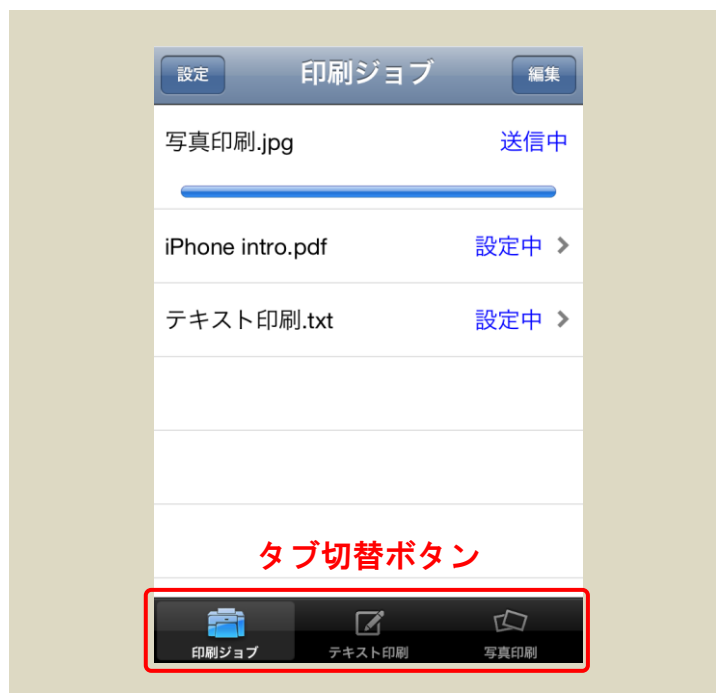 設定 印刷ジョブ 編集
写真印刷.jpg 送信中
iPhone intro.pdf 設定中
テキスト印刷.txt 設定中
タブ切替ボタン
印刷ジョブ テキスト印刷 写真印刷